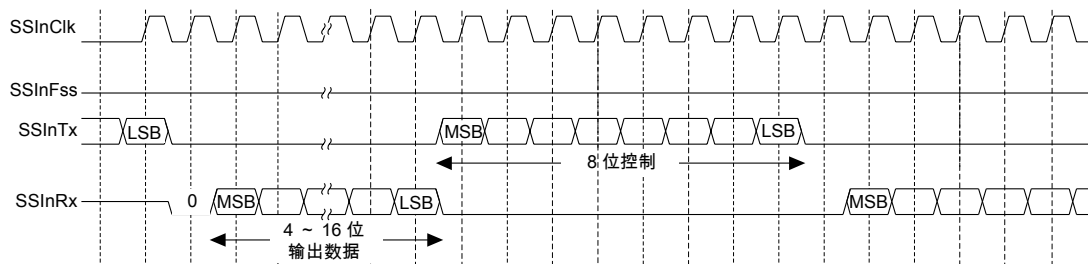 SSInClk
SSInFss
SSInTx
LSB
MSB
LSB
8 位控制
SSInRx
0
MSB
LSB
MSB
4 ~ 16 位
输出数据